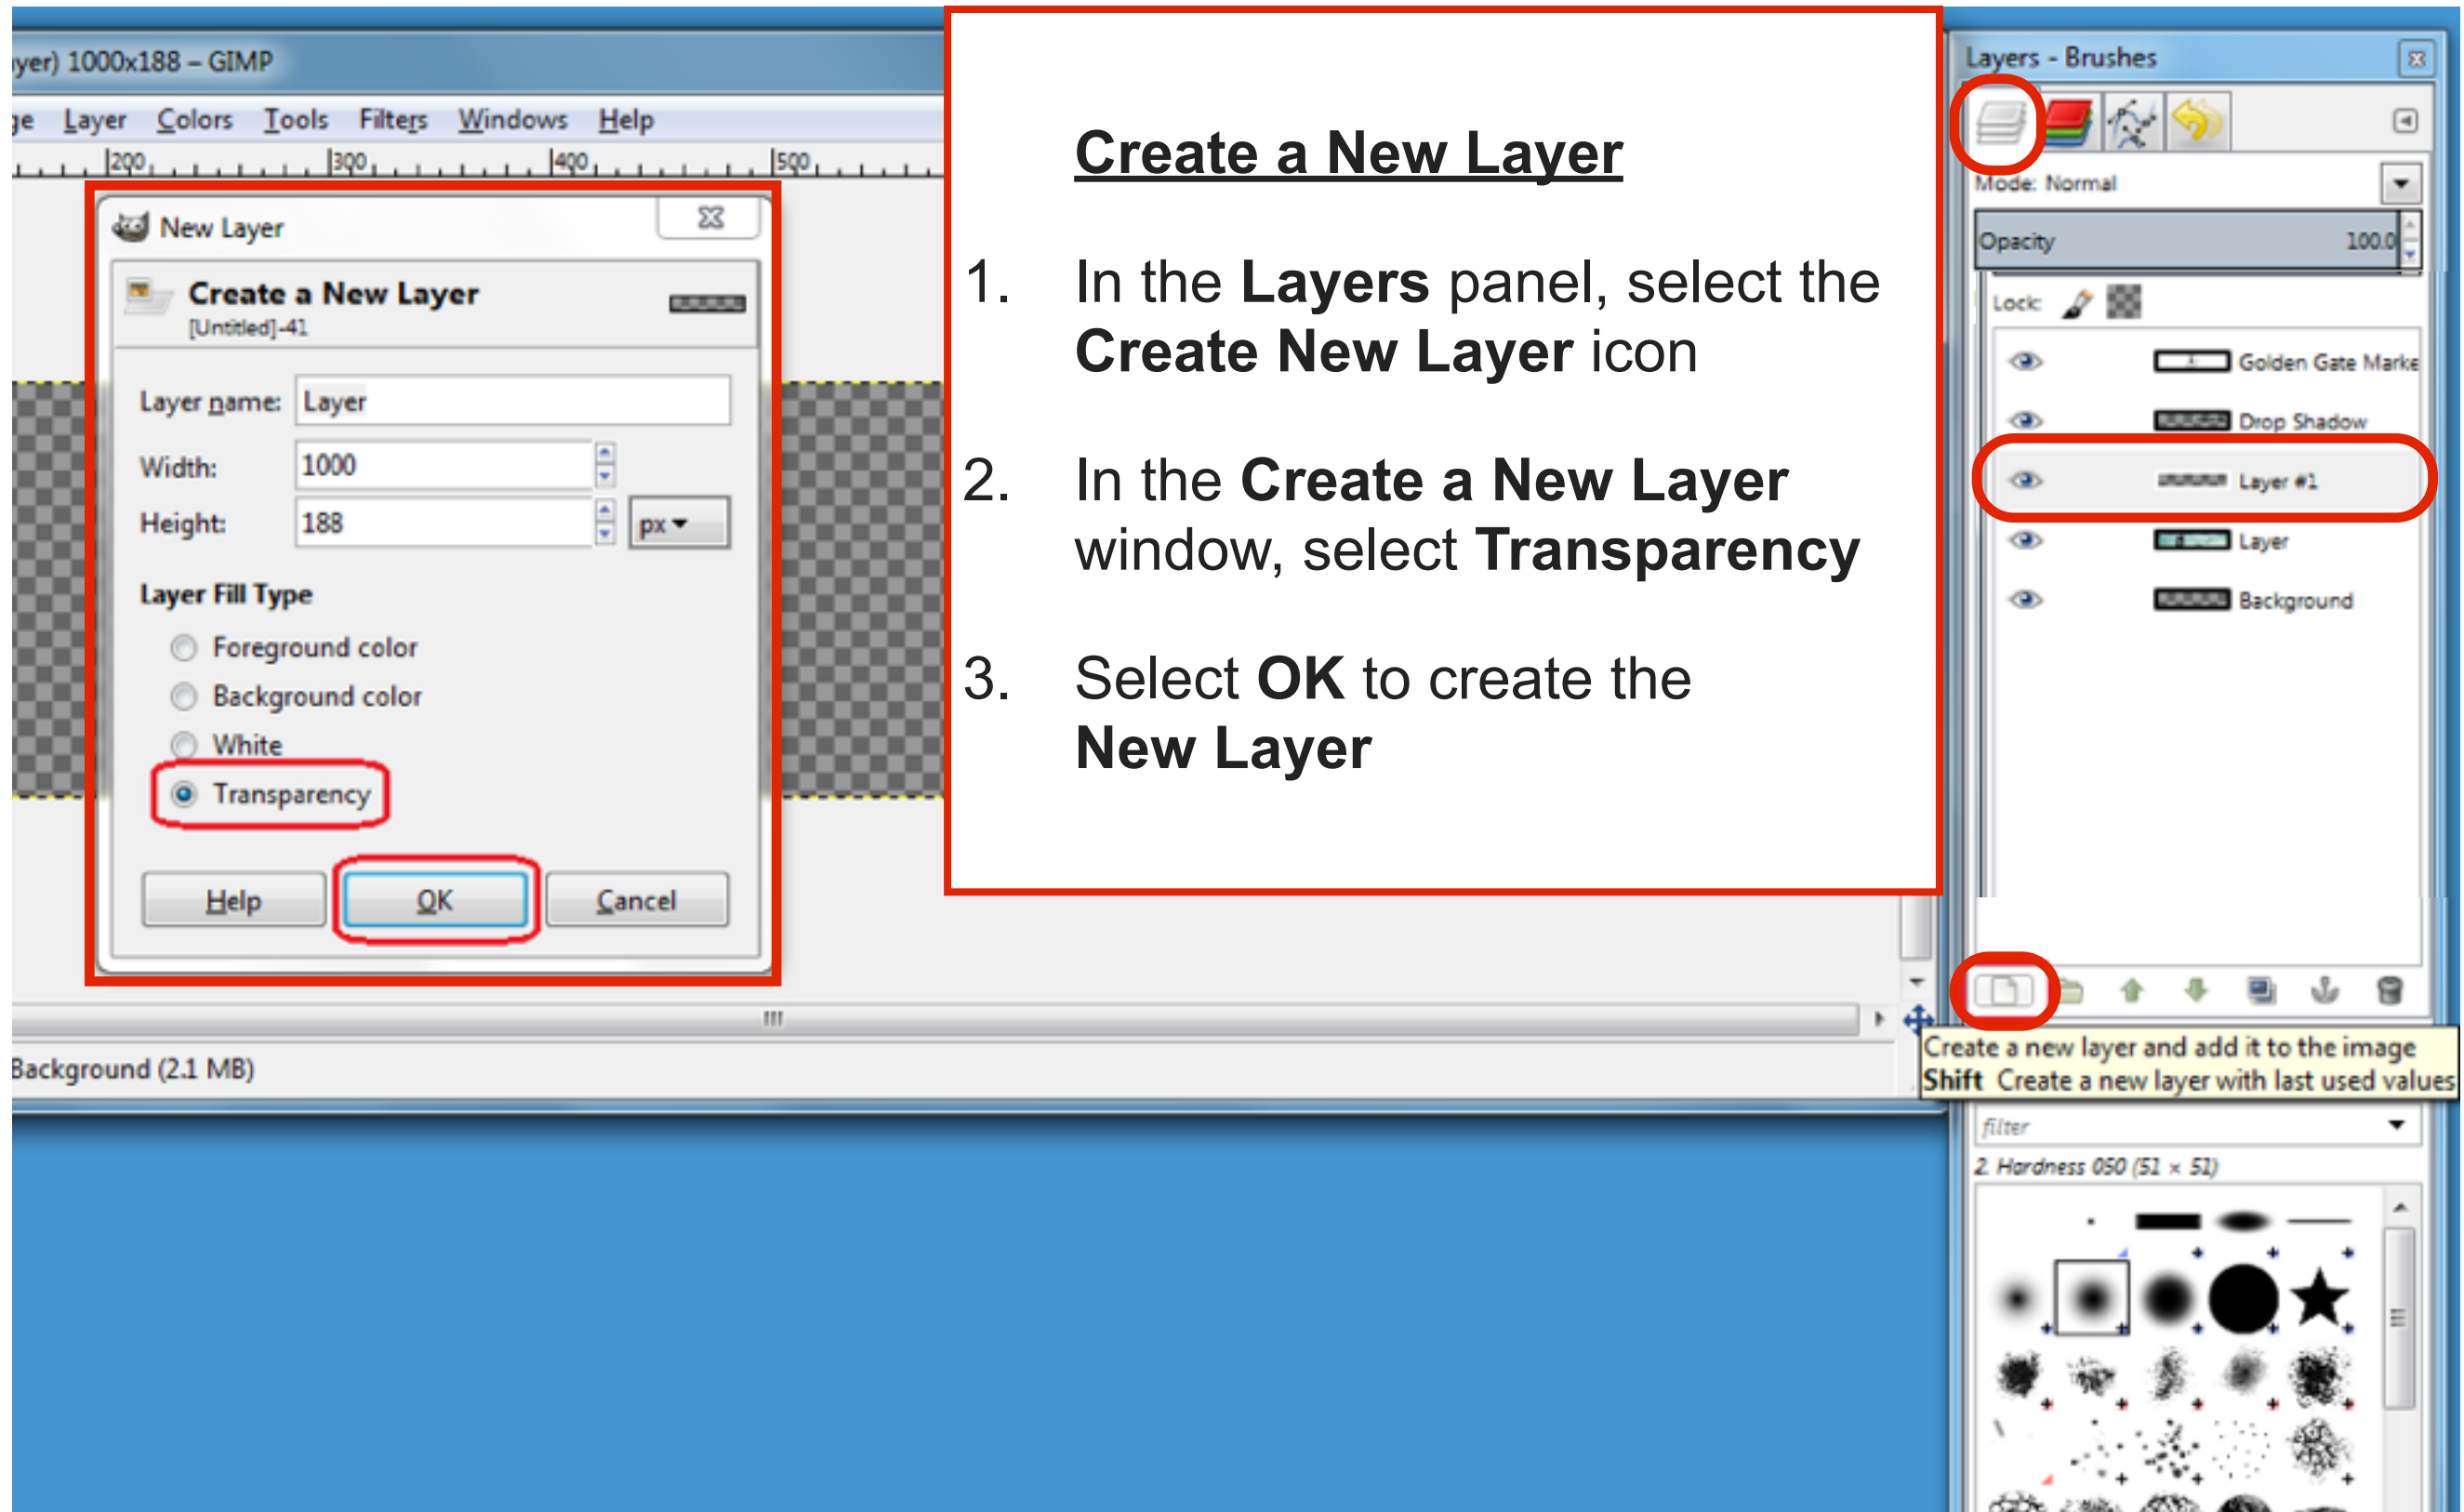 yer) 1000x188 – GIMP
ge Layer Colors Tools Filters Windows Help
200 300 400 500
New Layer
Create a New Layer
[Untitled]-41
Layer name: Layer
Width: 1000
Height: 188 px
Layer Fill Type
Foreground color
Background color
White
Transparency
Help OK Cancel
Background (2.1 MB)
Create a New Layer
1. In the Layers panel, select the
Create New Layer icon
2. In the Create a New Layer
window, select Transparency
3. Select OK to create the
New Layer
Layers - Brushes
Mode: Normal
Opacity 100.0
Lock:
Golden Gate Marke
Drop Shadow
Layer #1
Layer
Background
Create a new layer and add it to the image
Shift Create a new layer with last used values
filter
2. Hardness 050 (51 × 51)